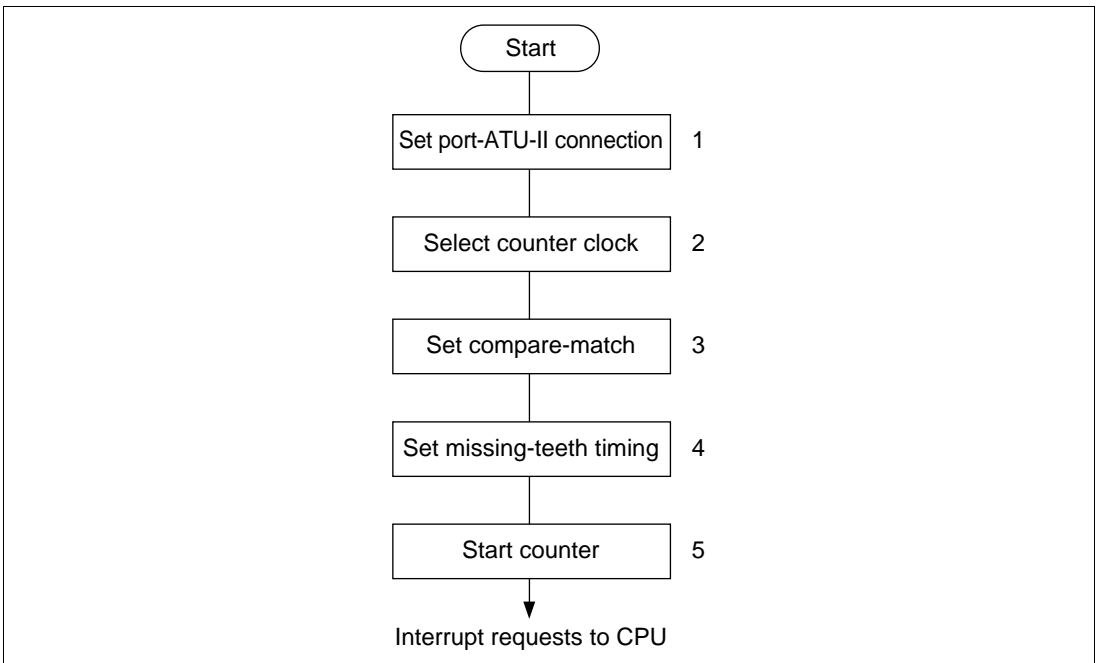 Start
Set port-ATU-II connection 1
Select counter clock 2
Set compare-match 3
Set missing-teeth timing 4
Start counter 5
Interrupt requests to CPU